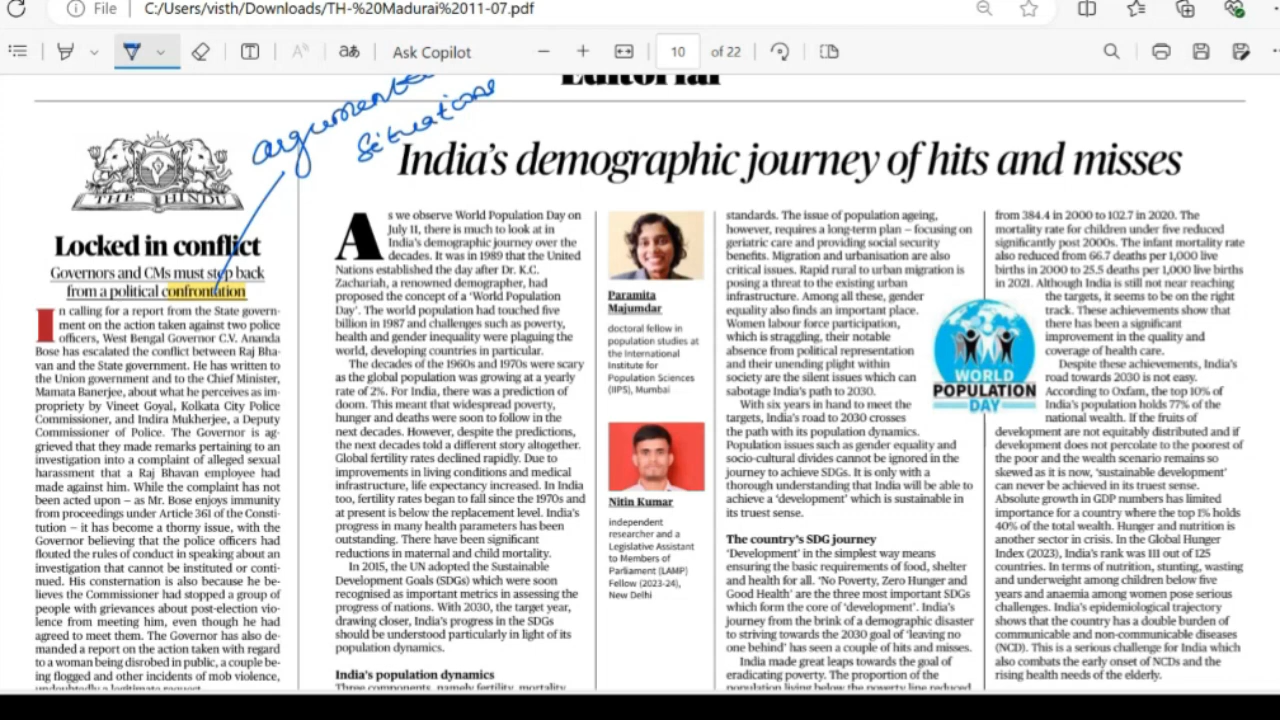 File
C:/Users/visth/Downloads/TH-%20Madurai%2011-07.pdf
Ask Copilot
10
of 22
Editorial
argumente
situations
THE HINDU
Locked in conflict
Governors and CMs must step back
from a political confrontation
In calling for a report from the State govern-
ment on the action taken against two police
officers, West Bengal Governor C.V. Ananda
Bose has escalated the conflict between Raj Bha-
van and the State government. He has written to
the Union government and to the Chief Minister,
Mamata Banerjee, about what he perceives as im-
propriety by Vineet Goyal, Kolkata City Police
Commissioner, and Indira Mukherjee, a Deputy
Commissioner of Police. The Governor is ag-
grieved that they made remarks pertaining to an
investigation into a complaint of alleged sexual
harassment that a Raj Bhavan employee had
made against him. While the complaint has not
been acted upon – as Mr. Bose enjoys immunity
from proceedings under Article 361 of the Consti-
tution – it has become a thorny issue, with the
Governor believing that the police officers had
flouted the rules of conduct in speaking about an
investigation that cannot be instituted or conti-
nued. His consternation is also because he be-
lieves the Commissioner had stopped a group of
people with grievances about post-election vio-
lence from meeting him, even though he had
agreed to meet them. The Governor has also de-
manded a report on the action taken with regard
to a woman being disrobed in public, a couple be-
ing flogged and other incidents of mob violence,
undoubtedly a legitimate request.
India's demographic journey of hits and misses
As we observe World Population Day on
July 11, there is much to look at in
India's demographic journey over the
decades. It was in 1989 that the United
Nations established the day after Dr. K.C.
Zachariah, a renowned demographer, had
proposed the concept of a 'World Population
Day'. The world population had touched five
billion in 1987 and challenges such as poverty,
health and gender inequality were plaguing the
world, developing countries in particular.
The decades of the 1960s and 1970s were scary
as the global population was growing at a yearly
rate of 2%. For India, there was a prediction of
doom. This meant that widespread poverty,
hunger and deaths were soon to follow in the
next decades. However, despite the predictions,
the next decades told a different story altogether.
Global fertility rates declined rapidly. Due to
improvements in living conditions and medical
infrastructure, life expectancy increased. In India
too, fertility rates began to fall since the 1970s and
at present is below the replacement level. India's
progress in many health parameters has been
outstanding. There have been significant
reductions in maternal and child mortality.
In 2015, the UN adopted the Sustainable
Development Goals (SDGs) which were soon
recognised as important metrics in assessing the
progress of nations. With 2030, the target year,
drawing closer, India's progress in the SDGs
should be understood particularly in light of its
population dynamics.
India's population dynamics
Three components, namely fertility, mortality
Paramita
Majumdar
doctoral fellow in
population studies at
the International
Institute for
Population Sciences
(IIPS), Mumbai
Nitin Kumar
independent
researcher and a
Legislative Assistant
to Members of
Parliament (LAMP)
Fellow (2023-24),
New Delhi
standards. The issue of population ageing,
however, requires a long-term plan – focusing on
geriatric care and providing social security
benefits. Migration and urbanisation are also
critical issues. Rapid rural to urban migration is
posing a threat to the existing urban
infrastructure. Among all these, gender
equality also finds an important place.
Women labour force participation,
which is straggling, their notable
absence from political representation
and their unending plight within
society are the silent issues which can
sabotage India's path to 2030.
With six years in hand to meet the
targets, India's road to 2030 crosses
the path with its population dynamics.
Population issues such as gender equality and
socio-cultural divides cannot be ignored in the
journey to achieve SDGs. It is only with a
thorough understanding that India will be able to
achieve a 'development' which is sustainable in
its truest sense.
The country's SDG journey
'Development' in the simplest way means
ensuring the basic requirements of food, shelter
and health for all. 'No Poverty, Zero Hunger and
Good Health' are the three most important SDGs
which form the core of 'development'. India's
journey from the brink of a demographic disaster
to striving towards the 2030 goal of 'leaving no
one behind' has seen a couple of hits and misses.
India made great leaps towards the goal of
eradicating poverty. The proportion of the
population living below the poverty line reduced
WORLD
POPULATION
DAY
from 384.4 in 2000 to 102.7 in 2020. The
mortality rate for children under five reduced
significantly post 2000s. The infant mortality rate
also reduced from 66.7 deaths per 1,000 live
births in 2000 to 25.5 deaths per 1,000 live births
in 2021. Although India is still not near reaching
the targets, it seems to be on the right
track. These achievements show that
there has been a significant
improvement in the quality and
coverage of health care.
Despite these achievements, India's
road towards 2030 is not easy.
According to Oxfam, the top 10% of
India's population holds 77% of the
national wealth. If the fruits of
development are not equitably distributed and if
development does not percolate to the poorest of
the poor and the wealth scenario remains so
skewed as it is now, 'sustainable development'
can never be achieved in its truest sense.
Absolute growth in GDP numbers has limited
importance for a country where the top 1% holds
40% of the total wealth. Hunger and nutrition is
another sector in crisis. In the Global Hunger
Index (2023), India's rank was 111 out of 125
countries. In terms of nutrition, stunting, wasting
and underweight among children below five
years and anaemia among women pose serious
challenges. India's epidemiological trajectory
shows that the country has a double burden of
communicable and non-communicable diseases
(NCD). This is a serious challenge for India which
also combats the early onset of NCDs and the
rising health needs of the elderly.